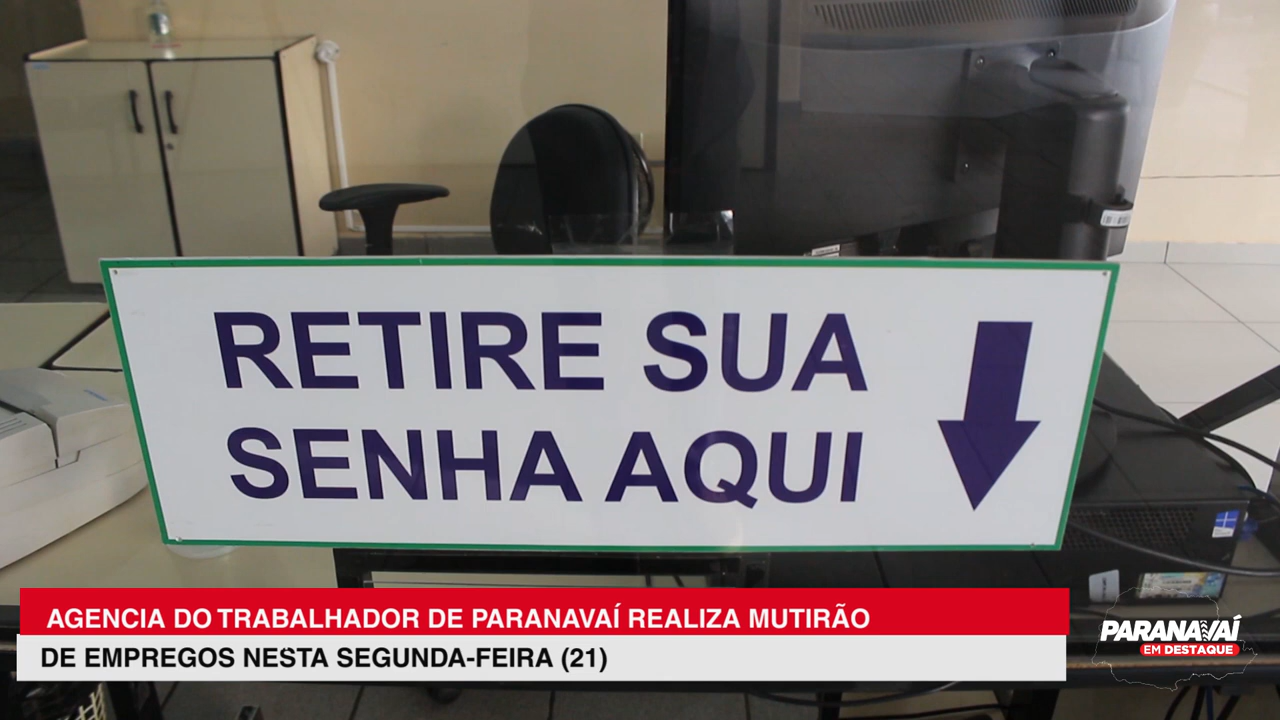 RETIRE SUA
SENHA AQUI
AGENCIA DO TRABALHADOR DE PARANAVAÍ REALIZA MUTIRÃO
DE EMPREGOS NESTA SEGUNDA-FEIRA (21)
PARANAVAÍ
EM DESTAQUE